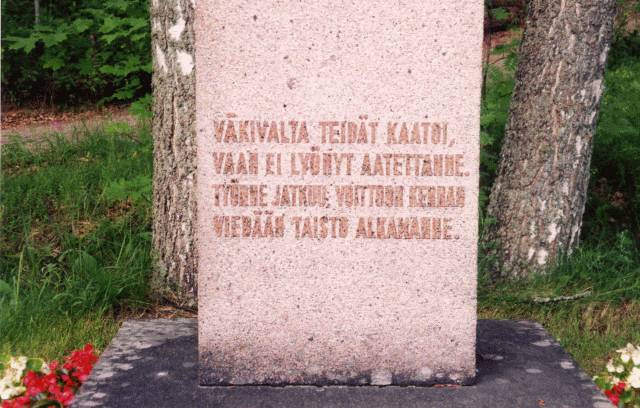 VÄKIVALTA TEIDÄT KAATOI,
VAAN EI LYÖNYT AATETTANNE.
TYÖNNE JATKUU, VOITTOON KERRAN
VIEDÄÄN TAISTO ALKAMANNE.